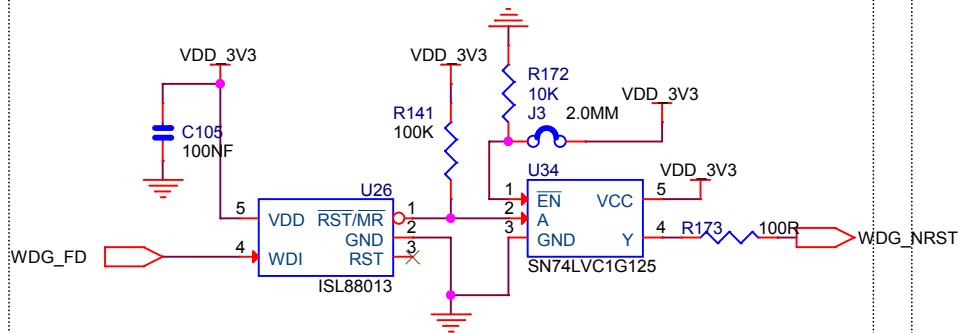 VDD_3V3
VDD_3V3
R172
10K
VDD_3V3
J3
2.0MM
R141
100K
C105
100NF
U34
VDD_3V3
U26
5
VDD
RST/MR
1
1
EN
VCC
5
2
A
GND
2
3
GND
Y
4
R173
100R
WDG_NRST
WDG_FD
4
WDI
RST
3
SN74LVC1G125
ISL88013